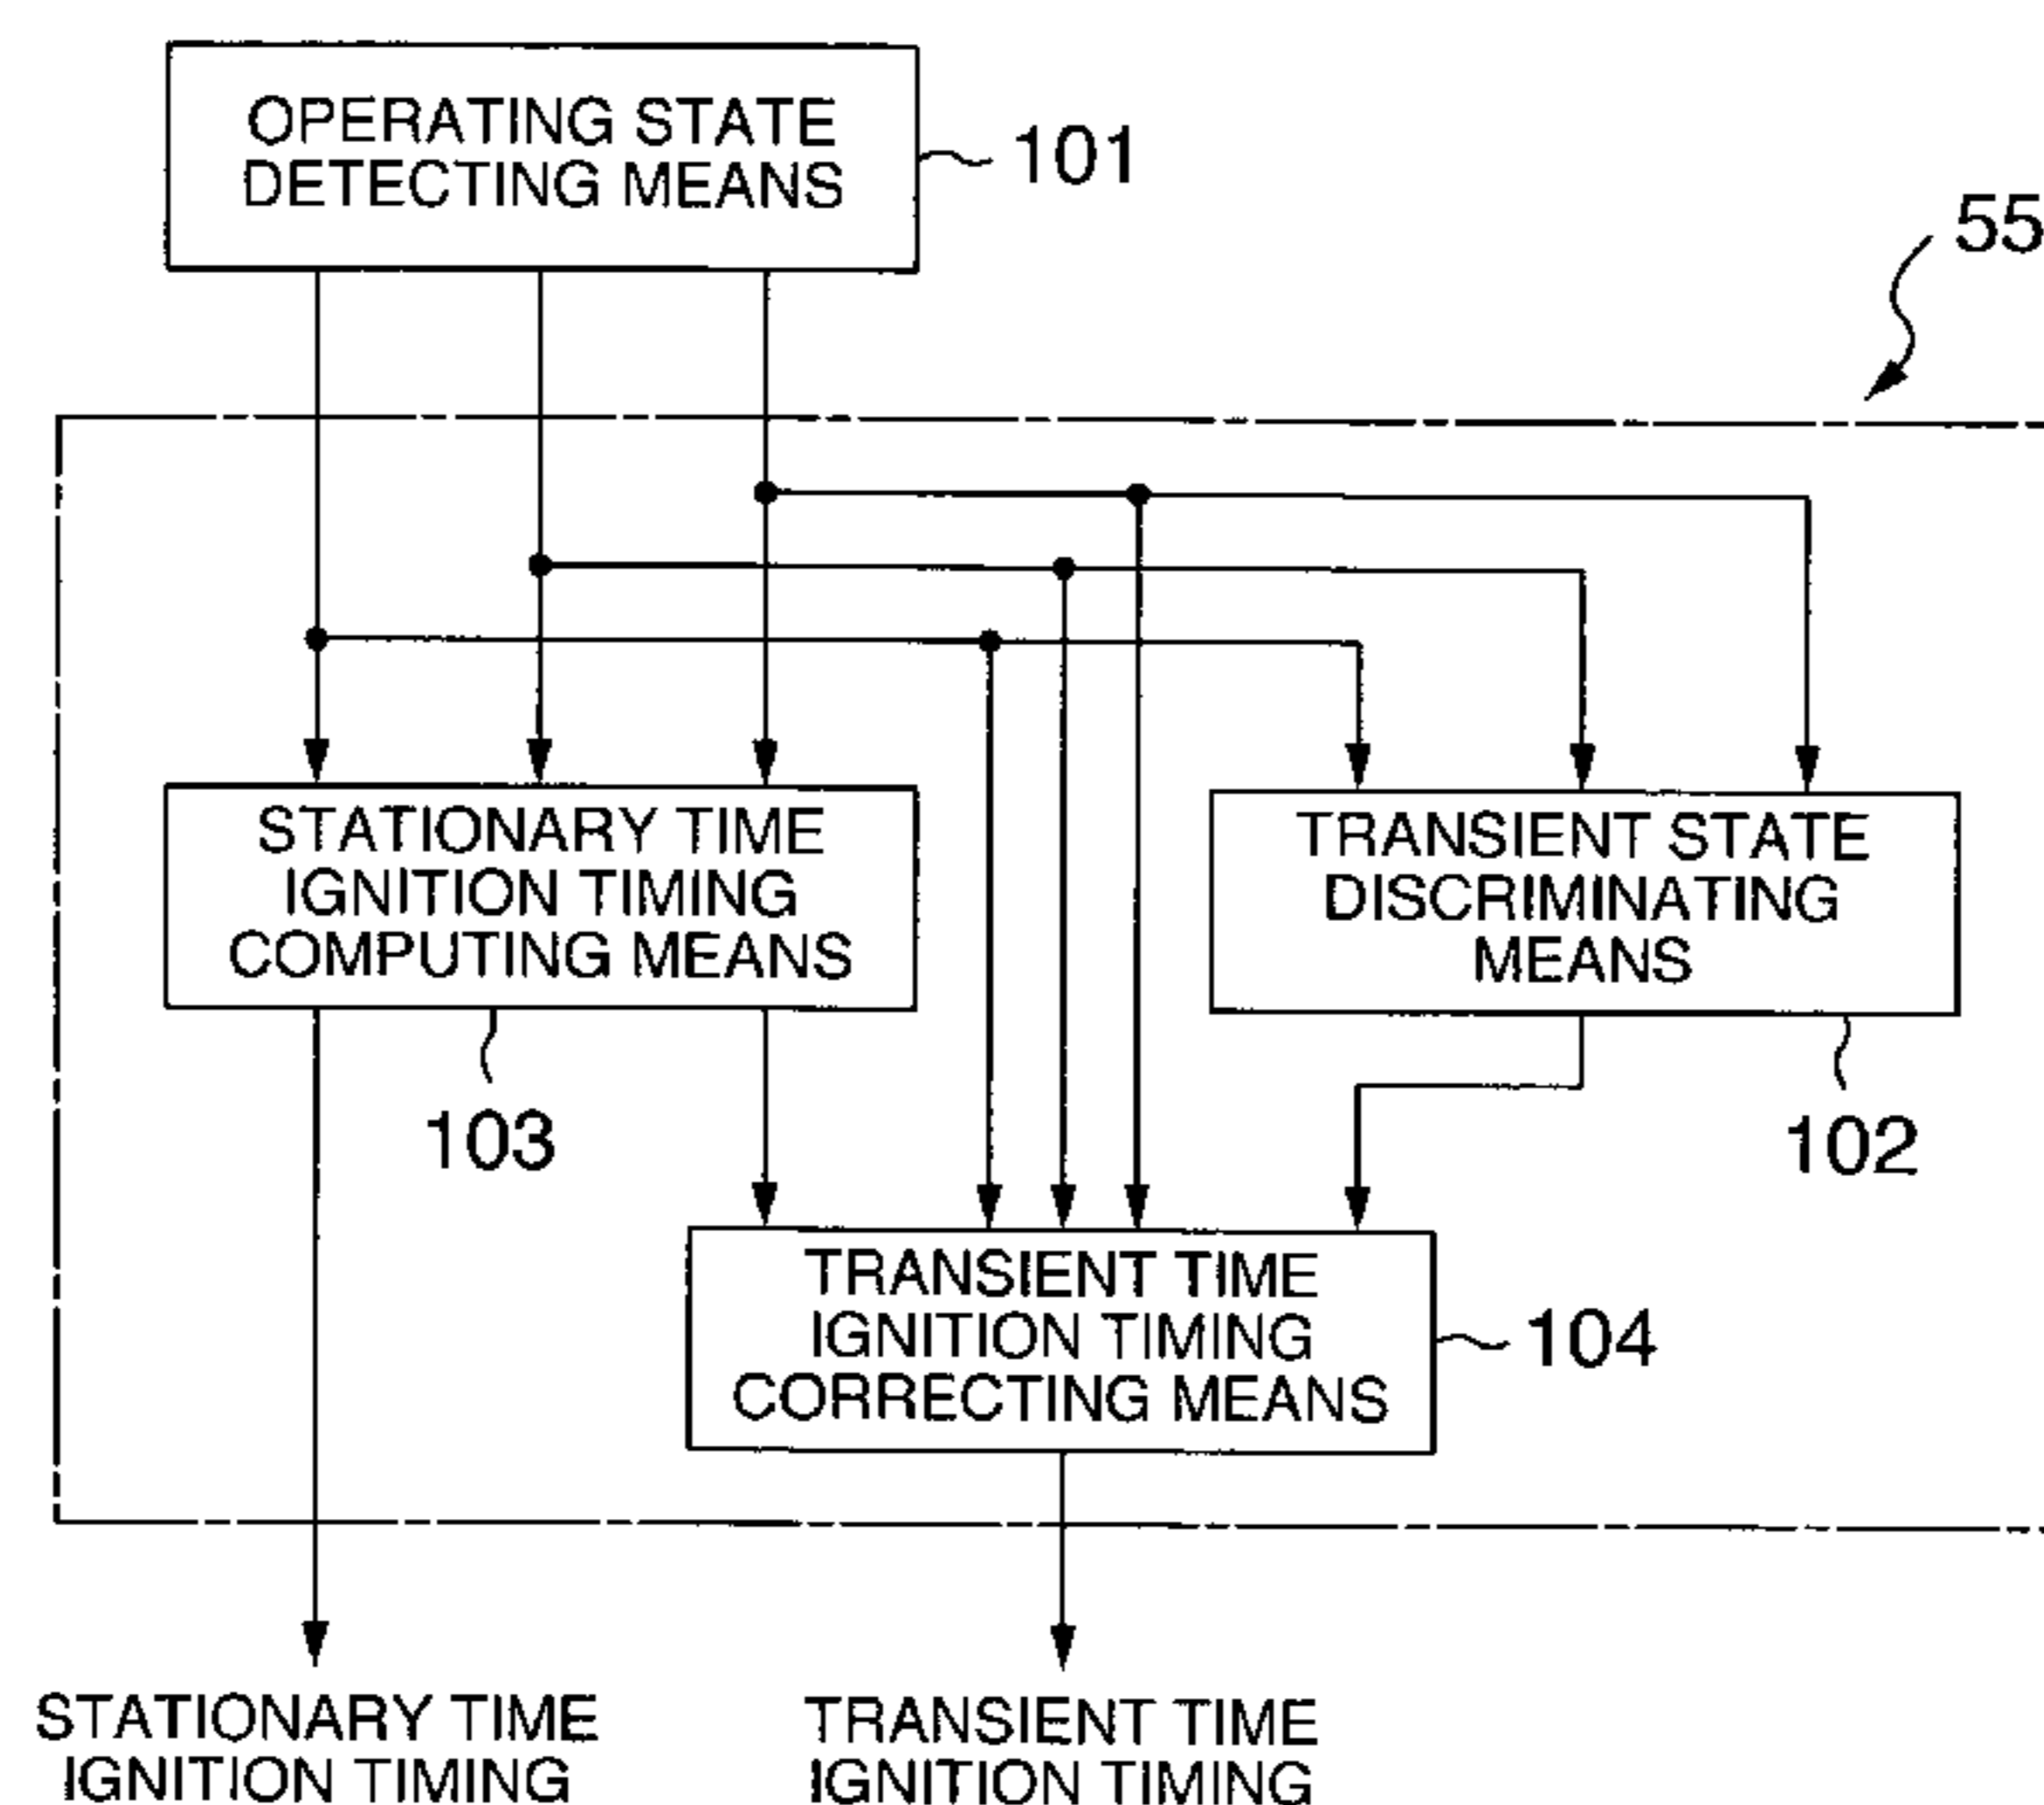 OPERATING STATE
DETECTING MEANS
101
55
STATIONARY TIME
IGNITION TIMING
COMPUTING MEANS
TRANSIENT STATE
DISCRIMINATING
MEANS
103
102
TRANSIENT TIME
IGNITION TIMING
CORRECTING MEANS
104
STATIONARY TIME
IGNITION TIMING
TRANSIENT TIME
IGNITION TIMING